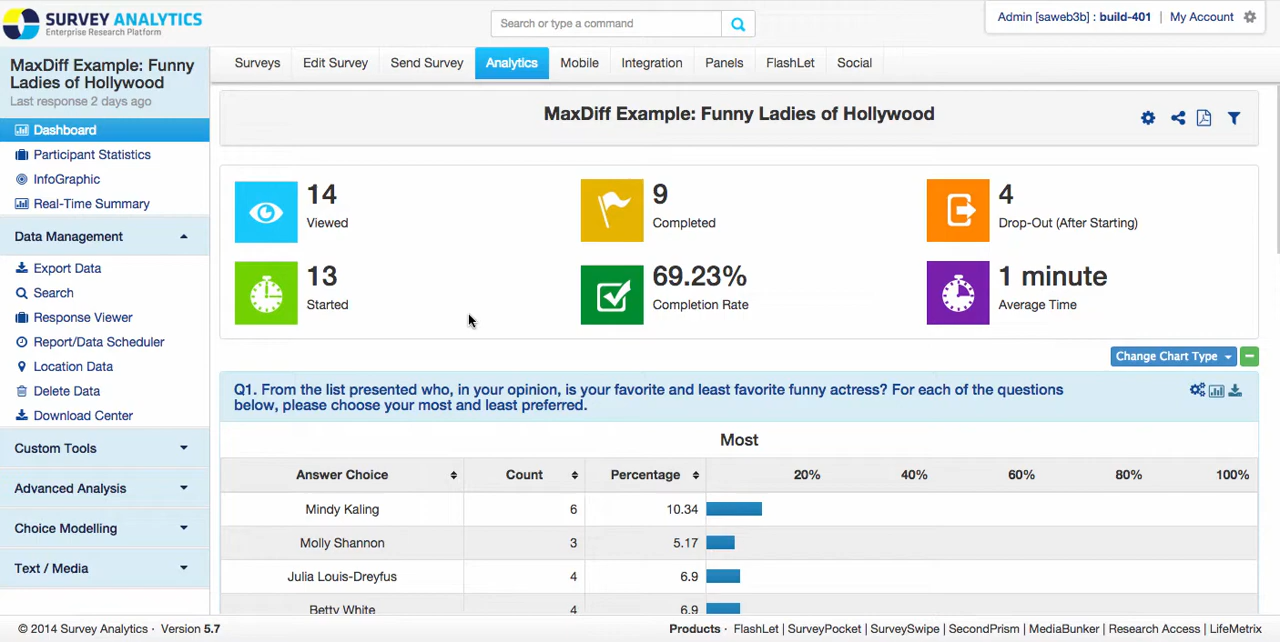 SURVEY ANALYTICS
Enterprise Research Platform
Search or type a command
Admin [saweb3b] : build-401 | My Account
MaxDiff Example: Funny Ladies of Hollywood
Last response 2 days ago
Surveys Edit Survey Send Survey Analytics Mobile Integration Panels FlashLet Social
Dashboard
Participant Statistics
InfoGraphic
Real-Time Summary
Data Management
Export Data
Search
Response Viewer
Report/Data Scheduler
Location Data
Delete Data
Download Center
Custom Tools
Advanced Analysis
Choice Modelling
Text / Media
MaxDiff Example: Funny Ladies of Hollywood
14
Viewed
9
Completed
4
Drop-Out (After Starting)
13
Started
69.23%
Completion Rate
1 minute
Average Time
Change Chart Type
Q1. From the list presented who, in your opinion, is your favorite and least favorite funny actress? For each of the questions
below, please choose your most and least preferred.
Most
Answer Choice Count Percentage 20% 40% 60% 80% 100%
Mindy Kaling 6 10.34
Molly Shannon 3 5.17
Julia Louis-Dreyfus 4 6.9
Betty White 4 6.9
© 2014 Survey Analytics · Version 5.7
Products · FlashLet | SurveyPocket | SurveySwipe | SecondPrism | MediaBunker | Research Access | LifeMetrix